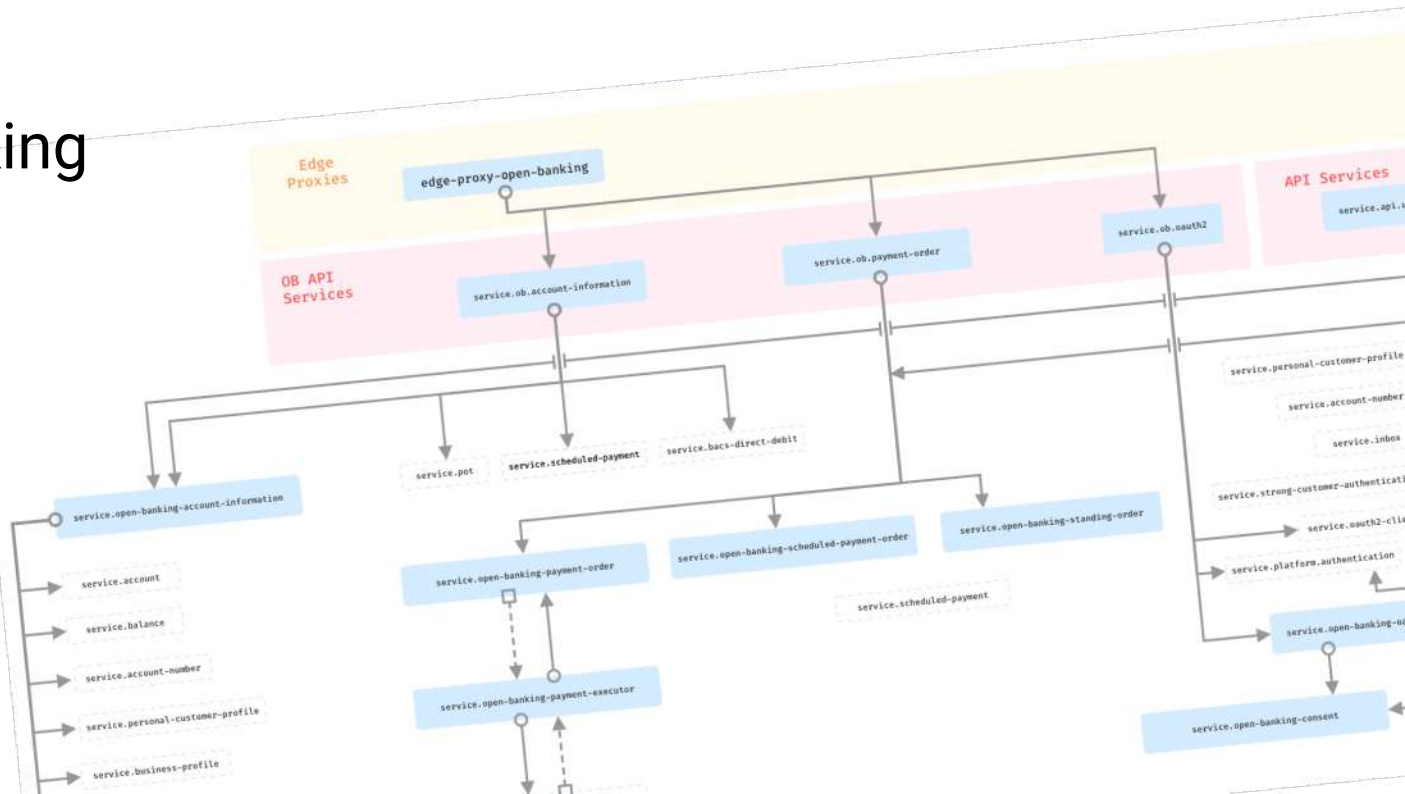 ing
Edge
Proxies
edge-proxy-open-banking
API Services
service.ob.oauth2
service.ob.payment-order
OB API
Services
service.ob.account-information
service.personal-customer-profile
service.account-number
service.inbox
service.bacs-direct-debit
service.scheduled-payment
service.pot
service.open-banking-account-information
service.open-banking-standing-order
service.open-banking-scheduled-payment-order
service.open-banking-payment-order
service.platform.authentication
service.scheduled-payment
service.account
service.balance
service.account-number
service.personal-customer-profile
service.business-profile
service.open-banking-payment-executor
service.open-banking-consent